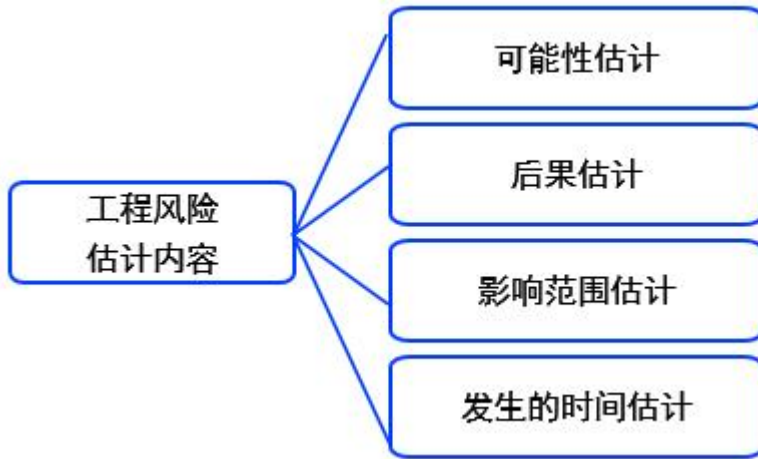 工程风险
估计内容
可能性估计
后果估计
影响范围估计
发生的时间估计